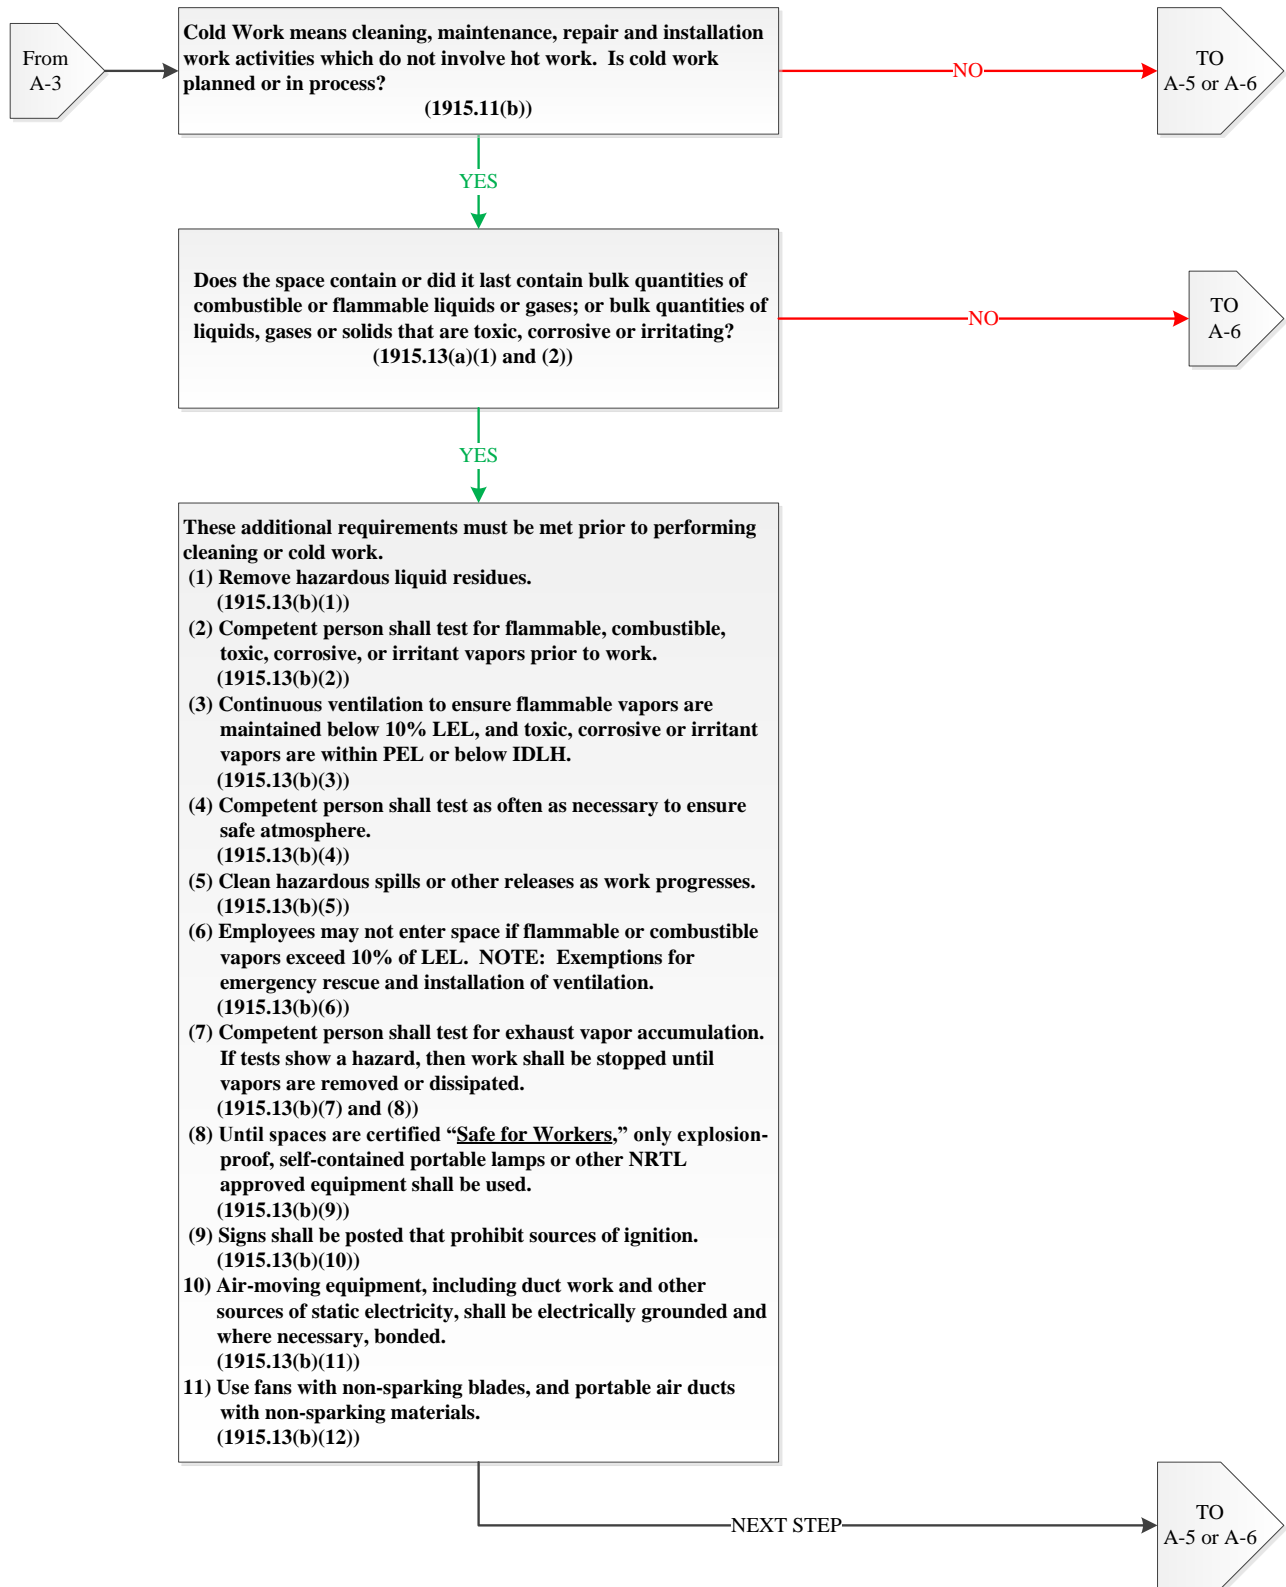 From
A-3
Cold Work means cleaning, maintenance, repair and installation
work activities which do not involve hot work.  Is cold work
planned or in process?
(1915.11(b))
NO
TO
A-5 or A-6
YES
Does the space contain or did it last contain bulk quantities of
combustible or flammable liquids or gases; or bulk quantities of
liquids, gases or solids that are toxic, corrosive or irritating?
(1915.13(a)(1) and (2))
NO
TO
A-6
YES
These additional requirements must be met prior to performing
cleaning or cold work.
(1) Remove hazardous liquid residues.
(1915.13(b)(1))
(2) Competent person shall test for flammable, combustible,
toxic, corrosive, or irritant vapors prior to work.
(1915.13(b)(2))
(3) Continuous ventilation to ensure flammable vapors are
maintained below 10% LEL, and toxic, corrosive or irritant
vapors are within PEL or below IDLH.
(1915.13(b)(3))
(4) Competent person shall test as often as necessary to ensure
safe atmosphere.
(1915.13(b)(4))
(5) Clean hazardous spills or other releases as work progresses.
(1915.13(b)(5))
(6) Employees may not enter space if flammable or combustible
vapors exceed 10% of LEL.  NOTE:  Exemptions for
emergency rescue and installation of ventilation.
(1915.13(b)(6))
(7) Competent person shall test for exhaust vapor accumulation.
If tests show a hazard, then work shall be stopped until
vapors are removed or dissipated.
(1915.13(b)(7) and (8))
(8) Until spaces are certified “Safe for Workers,” only explosion-
proof, self-contained portable lamps or other NRTL
approved equipment shall be used.
(1915.13(b)(9))
(9) Signs shall be posted that prohibit sources of ignition.
(1915.13(b)(10))
10) Air-moving equipment, including duct work and other
sources of static electricity, shall be electrically grounded and
where necessary, bonded.
(1915.13(b)(11))
11) Use fans with non-sparking blades, and portable air ducts
with non-sparking materials.
(1915.13(b)(12))
NEXT STEP
TO
A-5 or A-6